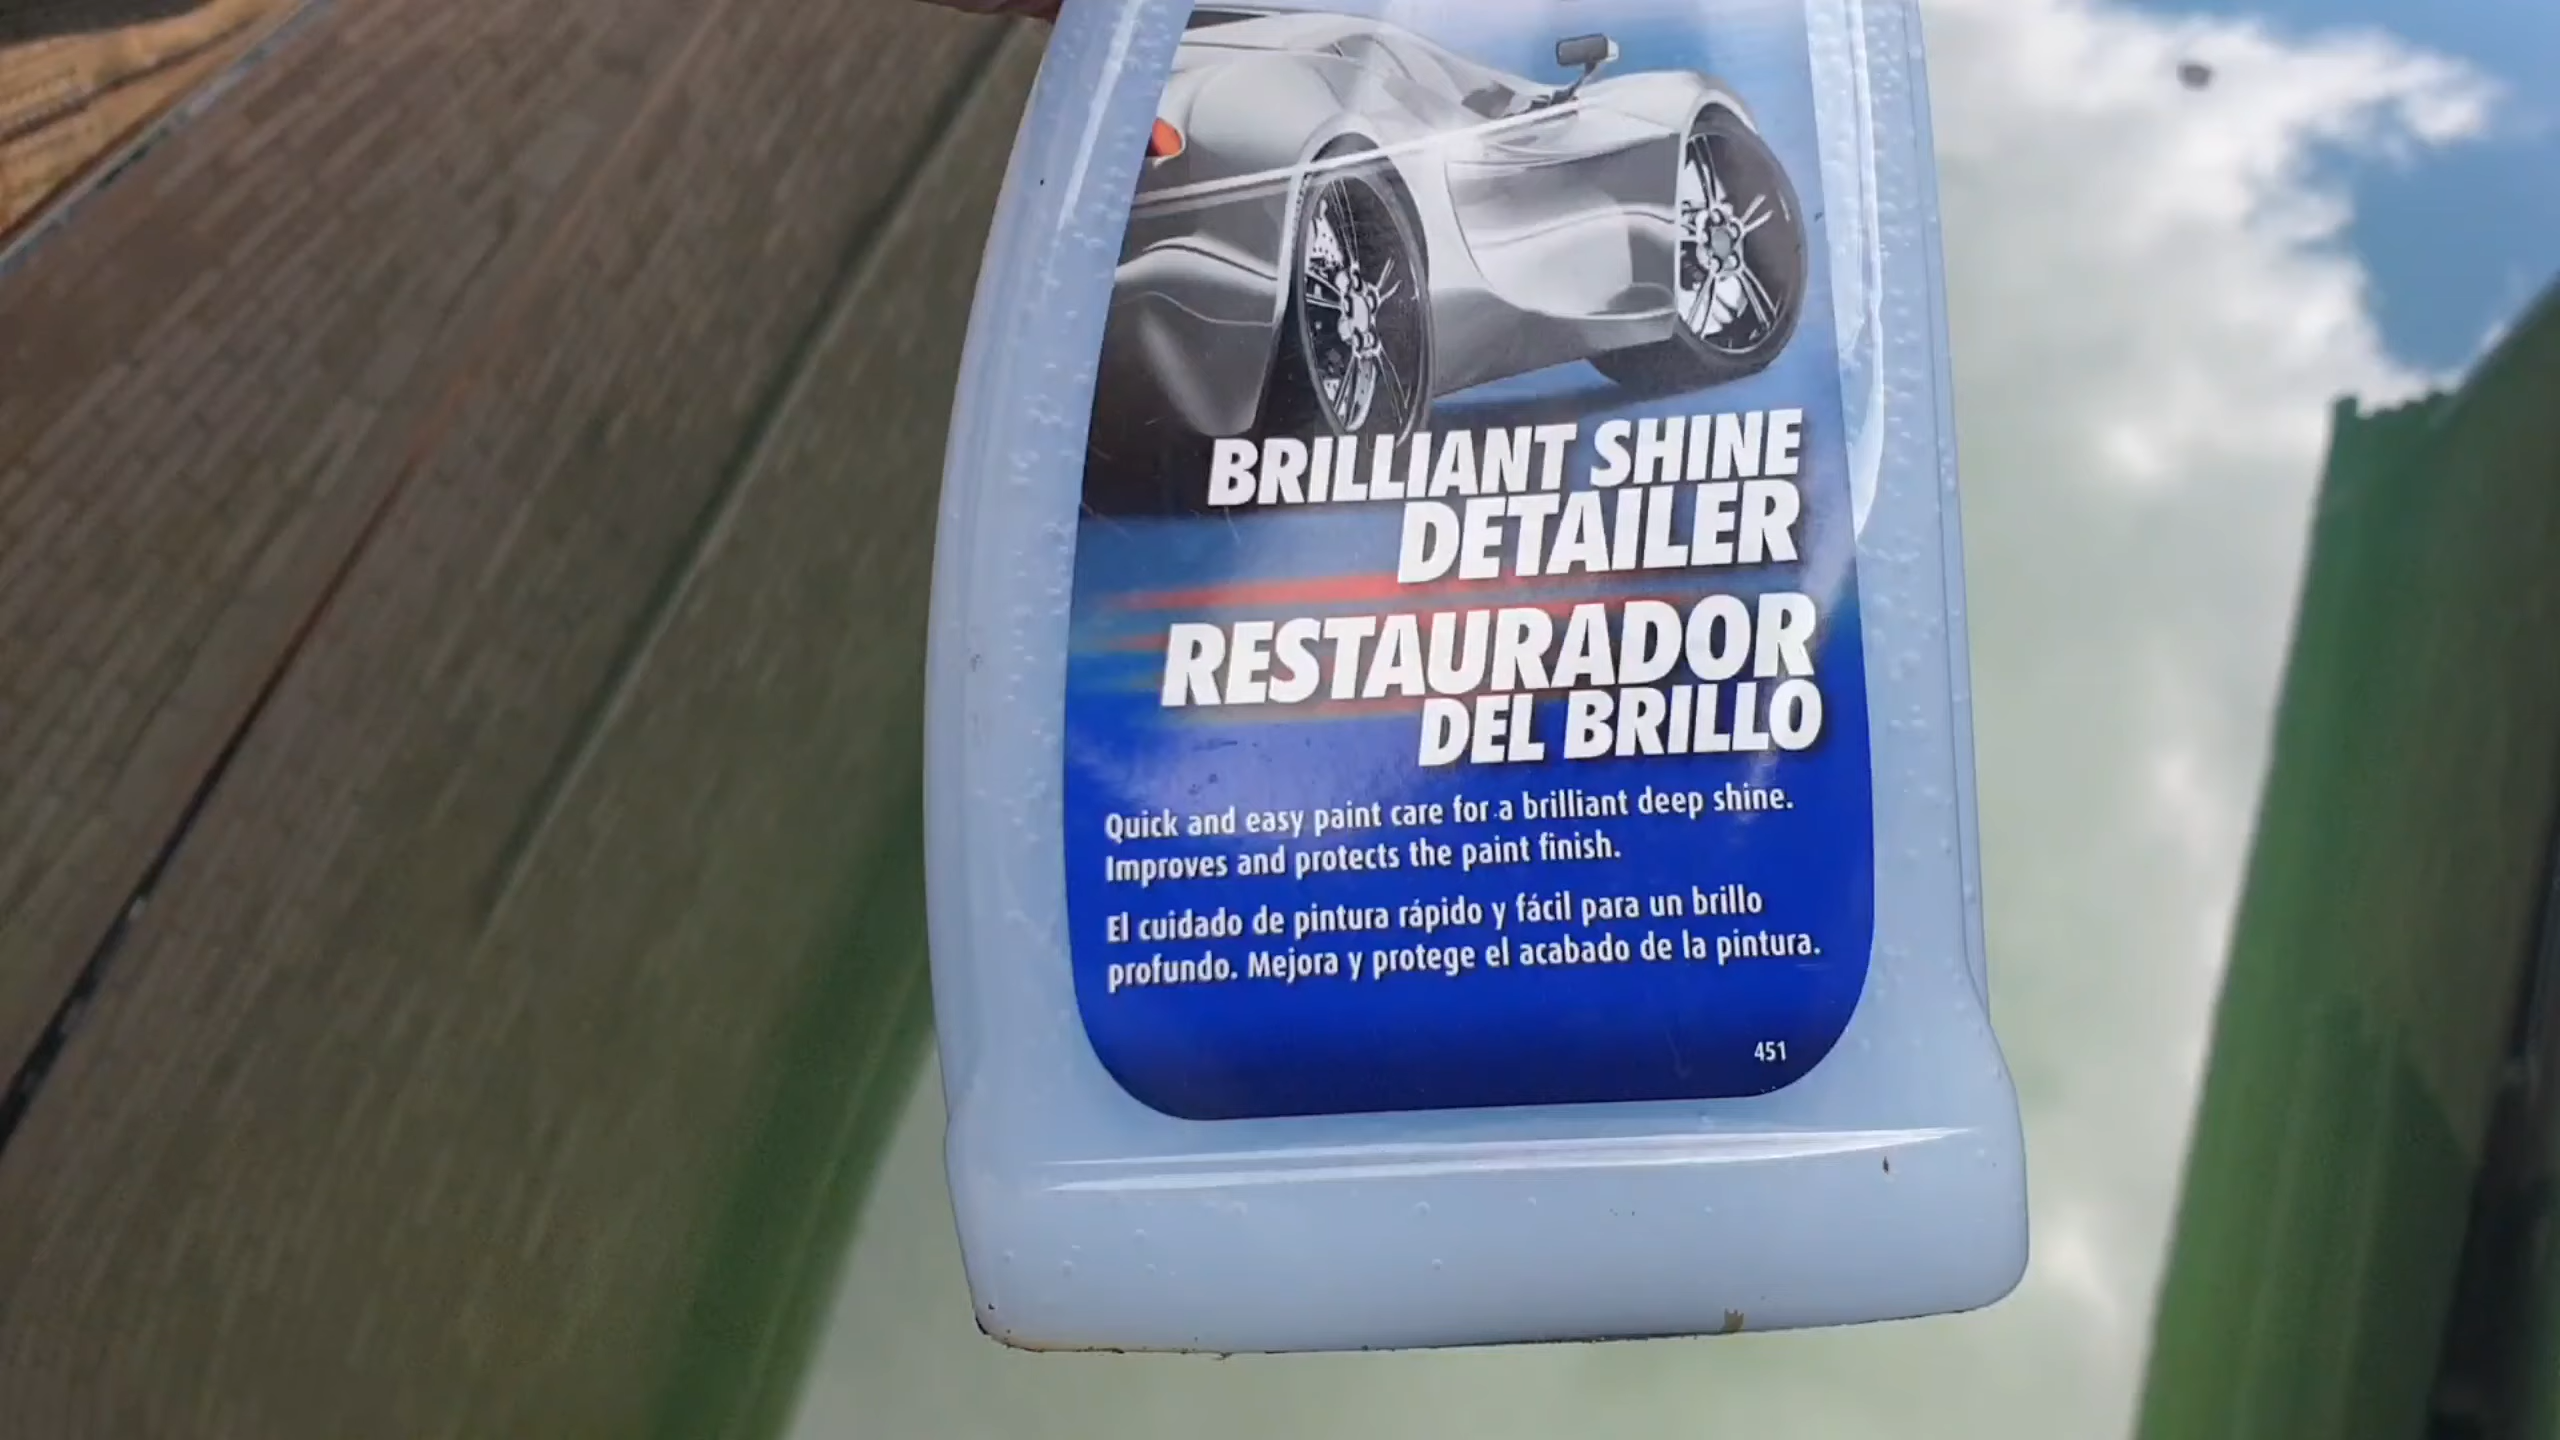 BRILLIANT SHINE
DETAILER
RESTAURADOR
DEL BRILLO
Quick and easy paint care for a brilliant deep shine.
Improves and protects the paint finish.
El cuidado de pintura rápido y fácil para un brillo
profundo. Mejora y protege el acabado de la pintura.
451